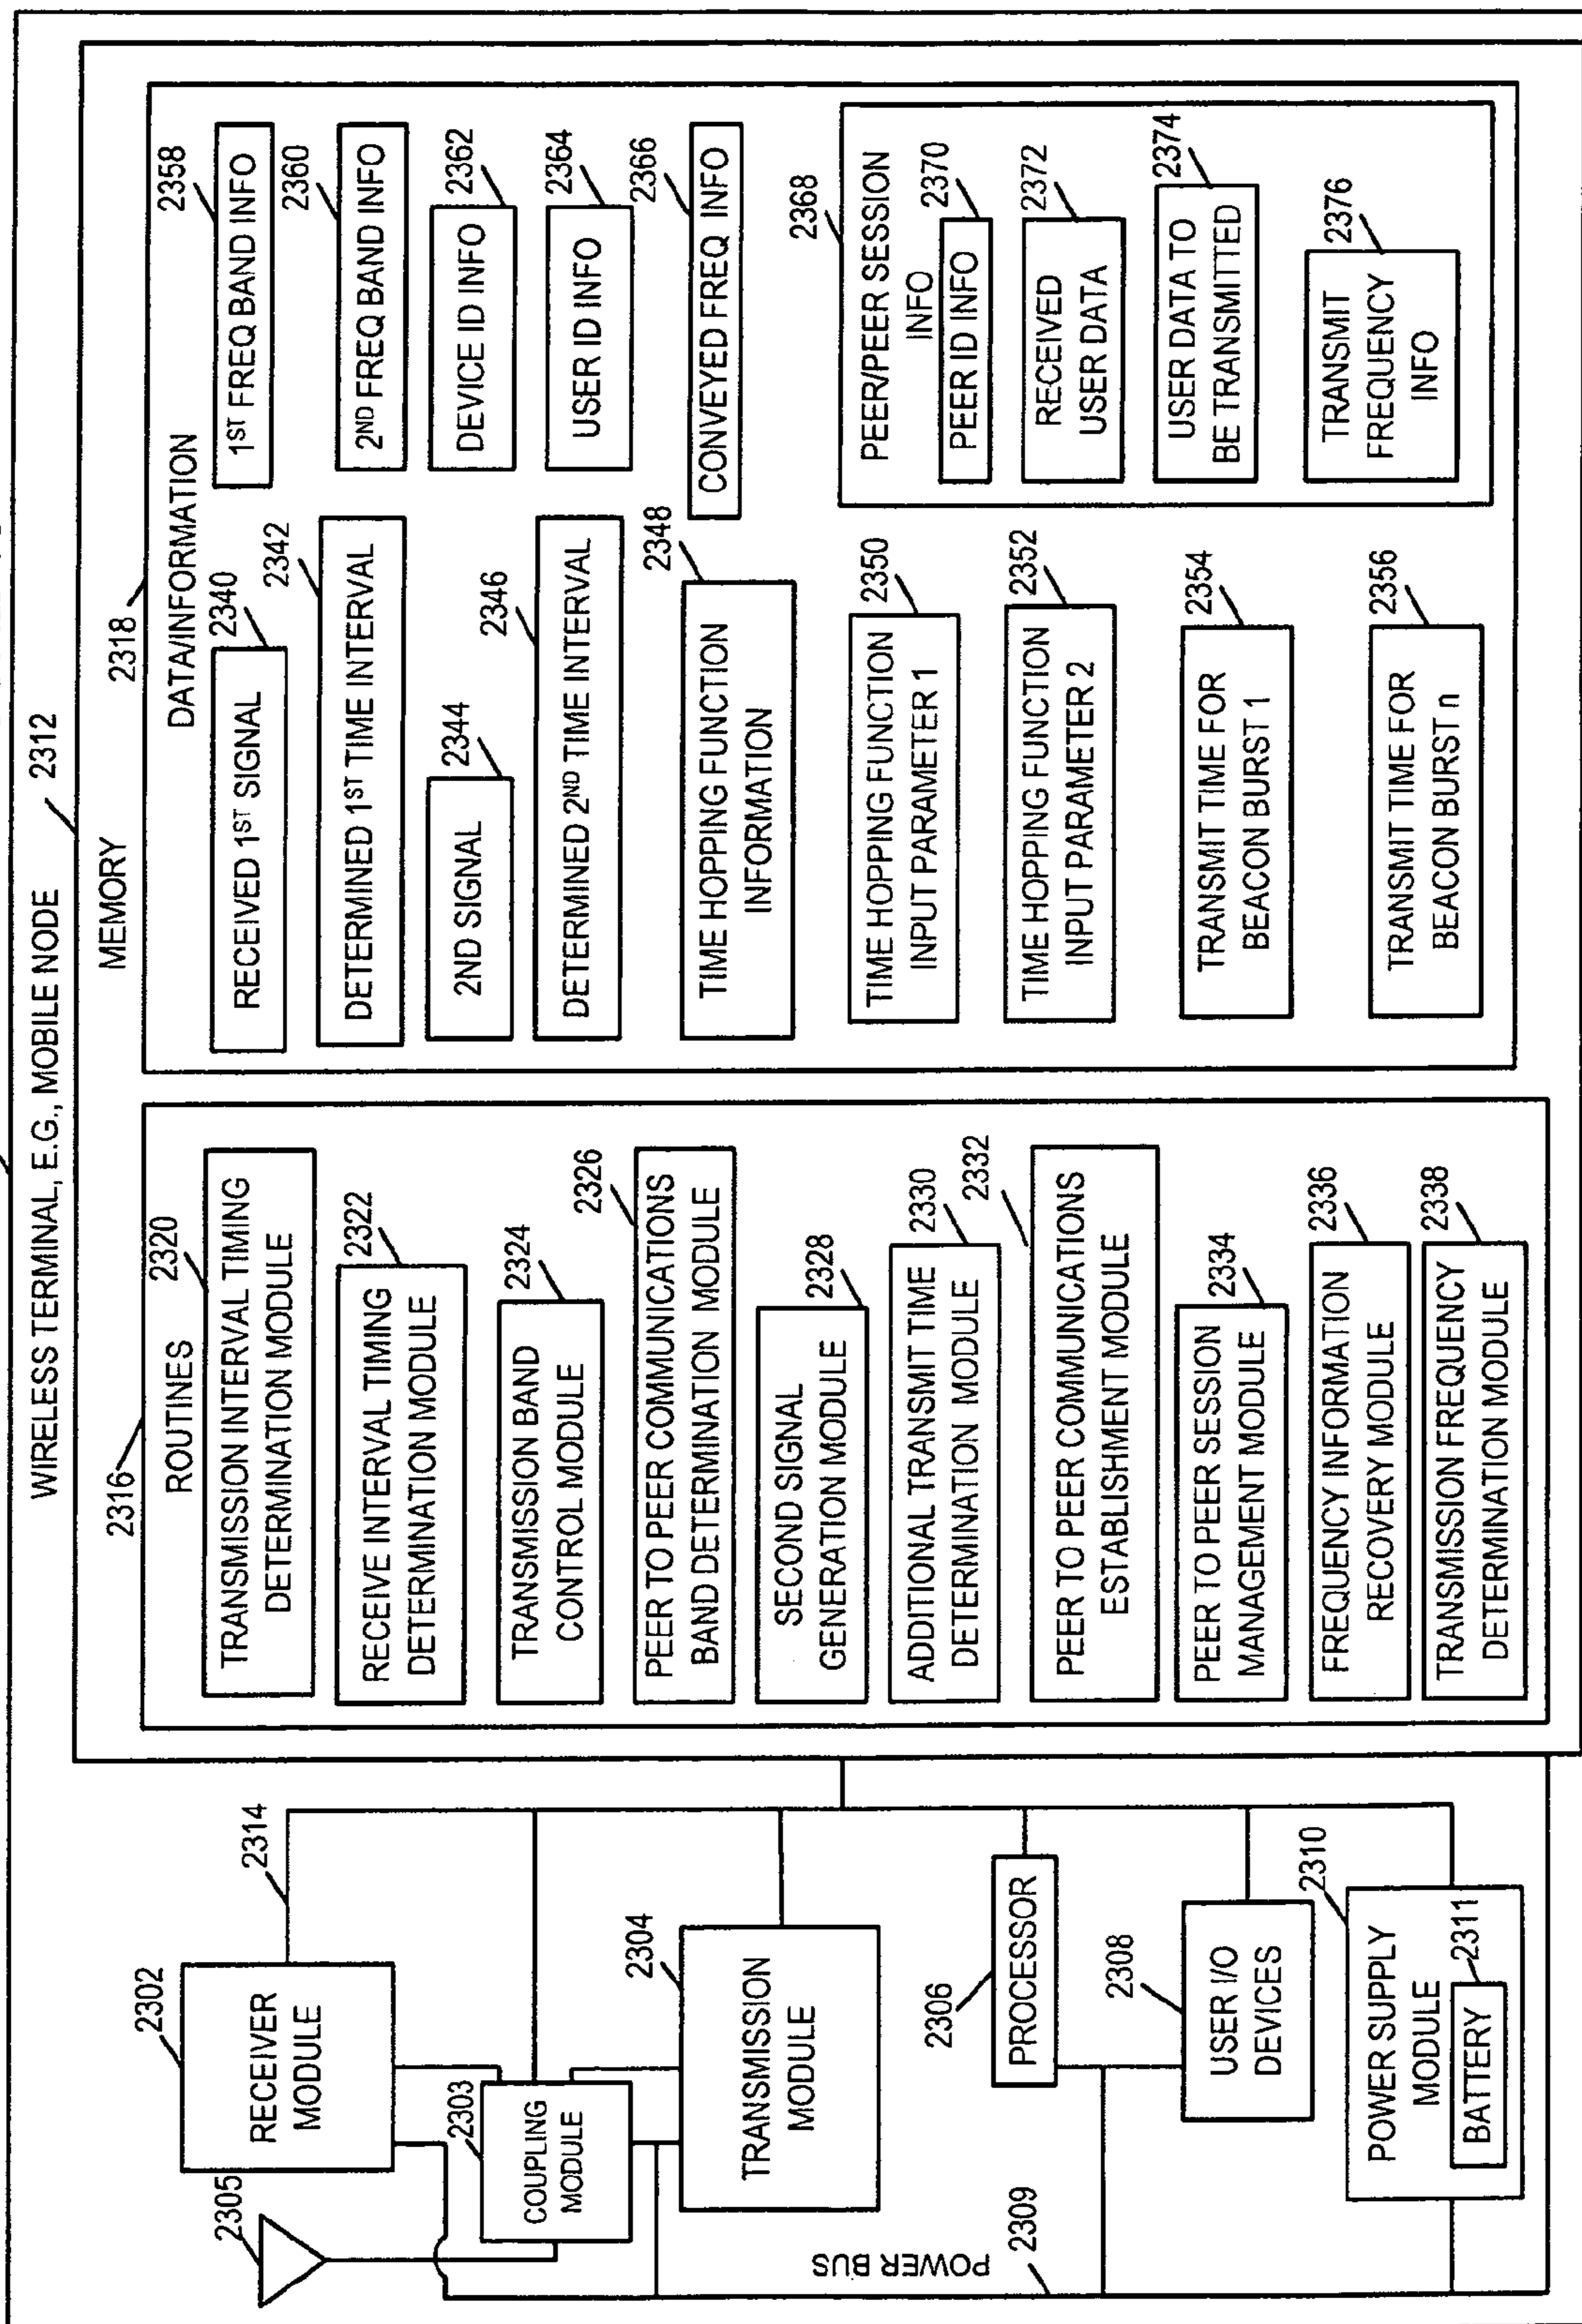 WIRELESS TERMINAL, E.G., MOBILE NODE
2312
2305
2302
RECEIVER
MODULE
2314
2303
COUPLING
MODULE
2304
TRANSMISSION
MODULE
POWER BUS
2309
2306
PROCESSOR
2308
USER I/O
DEVICES
2310
POWER SUPPLY
MODULE
2311
BATTERY
MEMORY
2316
ROUTINES
2320
TRANSMISSION INTERVAL TIMING
DETERMINATION MODULE
2322
RECEIVE INTERVAL TIMING
DETERMINATION MODULE
2324
TRANSMISSION BAND
CONTROL MODULE
2326
PEER TO PEER COMMUNICATIONS
BAND DETERMINATION MODULE
2328
SECOND SIGNAL
GENERATION MODULE
2330
ADDITIONAL TRANSMIT TIME
DETERMINATION MODULE
2332
PEER TO PEER COMMUNICATIONS
ESTABLISHMENT MODULE
2334
PEER TO PEER SESSION
MANAGEMENT MODULE
2336
FREQUENCY INFORMATION
RECOVERY MODULE
2338
TRANSMISSION FREQUENCY
DETERMINATION MODULE
2318
DATA/INFORMATION
2340
RECEIVED 1ST SIGNAL
2342
DETERMINED 1ST TIME INTERVAL
2344
2ND SIGNAL
2346
DETERMINED 2ND TIME INTERVAL
2348
TIME HOPPING FUNCTION
INFORMATION
2350
TIME HOPPING FUNCTION
INPUT PARAMETER 1
2352
TIME HOPPING FUNCTION
INPUT PARAMETER 2
2354
TRANSMIT TIME FOR
BEACON BURST 1
2356
TRANSMIT TIME FOR
BEACON BURST n
2358
1ST FREQ BAND INFO
2360
2ND FREQ BAND INFO
2362
DEVICE ID INFO
2364
USER ID INFO
2366
CONVEYED FREQ INFO
2368
PEER/PEER SESSION
INFO
2370
PEER ID INFO
2372
RECEIVED
USER DATA
2374
USER DATA TO
BE TRANSMITTED
2376
TRANSMIT
FREQUENCY
INFO